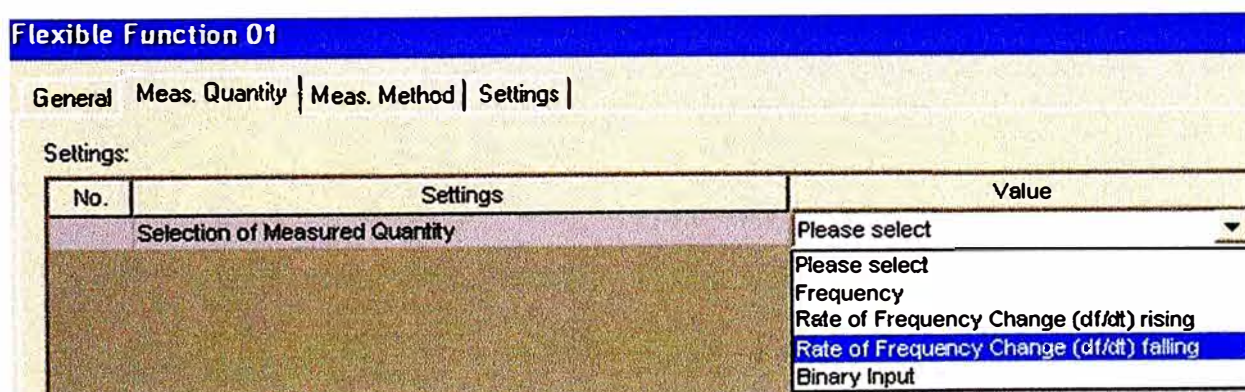 Flexible Function 01
General Meas. Quantity Meas. Method Settings
Settings:
No. Settings Value
Selection of Measured Quantity Please select
Please select
Frequency
Rate of Frequency Change (df/dt) rising
Rate of Frequency Change (df/dt) falling
Binary Input